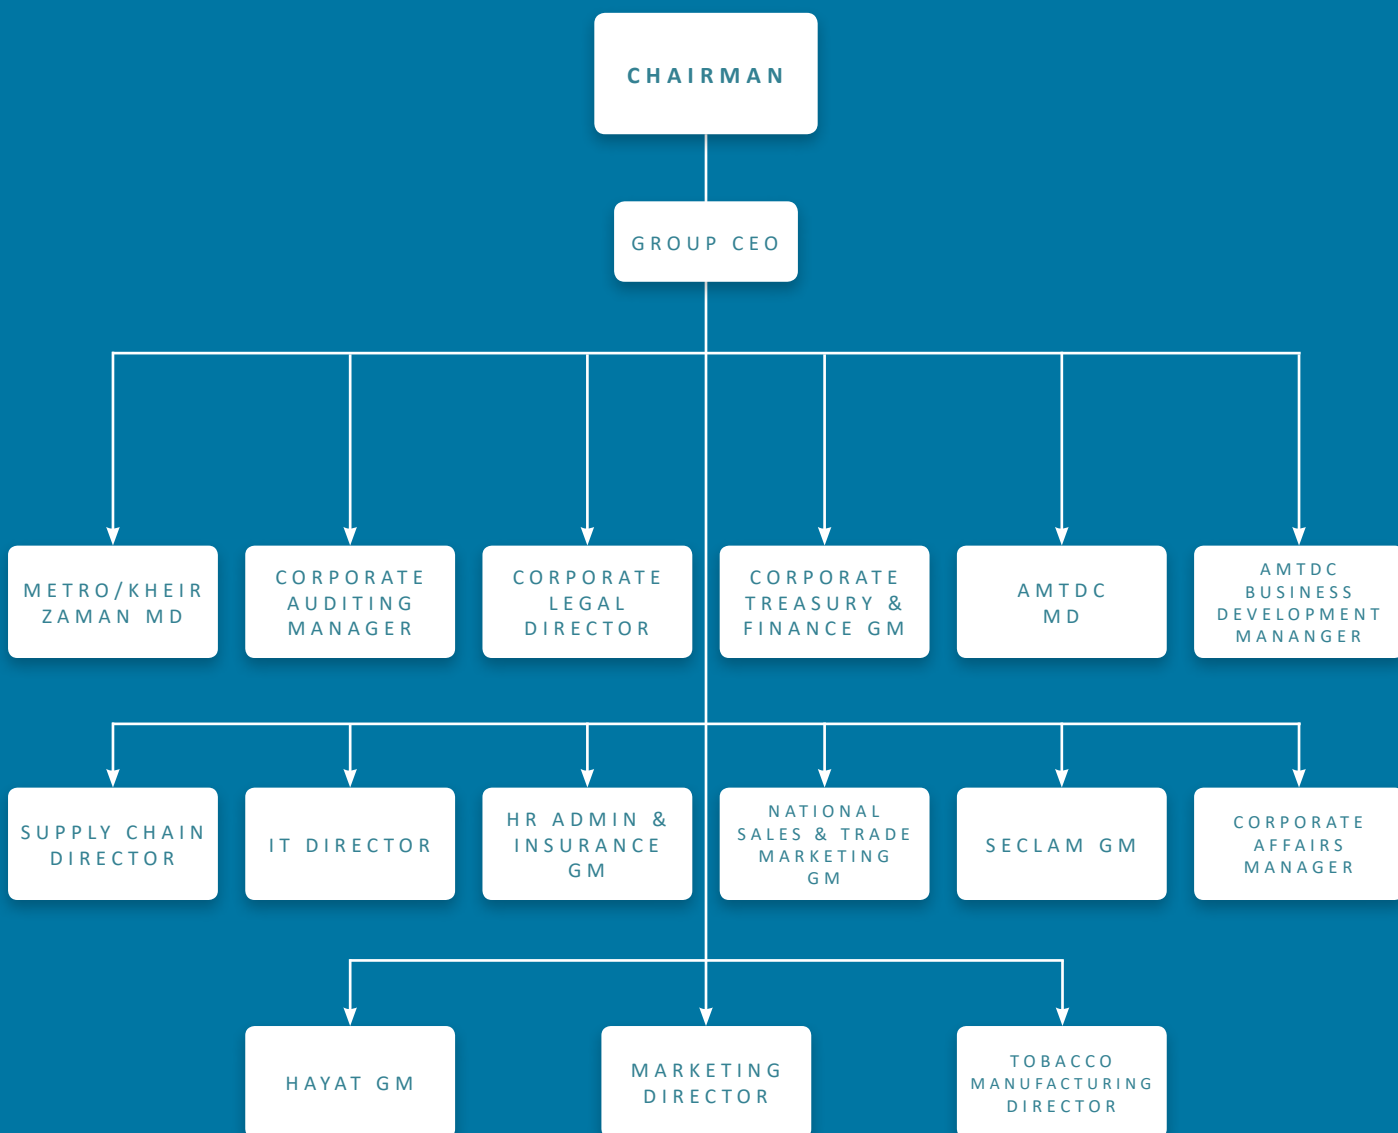 CHAIRMAN
GROUP CEO
METRO/KHEIR
ZAMAN MD
CORPORATE
AUDITING
MANAGER
CORPORATE
LEGAL
DIRECTOR
CORPORATE
TREASURY &
FINANCE GM
AMTDC
MD
AMTDC
BUSINESS
DEVELOPMENT
MANANGER
SUPPLY CHAIN
DIRECTOR
IT DIRECTOR
HR ADMIN &
INSURANCE
GM
NATIONAL
SALES & TRADE
MARKETING
GM
SECLAM GM
CORPORATE
AFFAIRS
MANAGER
HAYAT GM
MARKETING
DIRECTOR
TOBACCO
MANUFACTURING
DIRECTOR